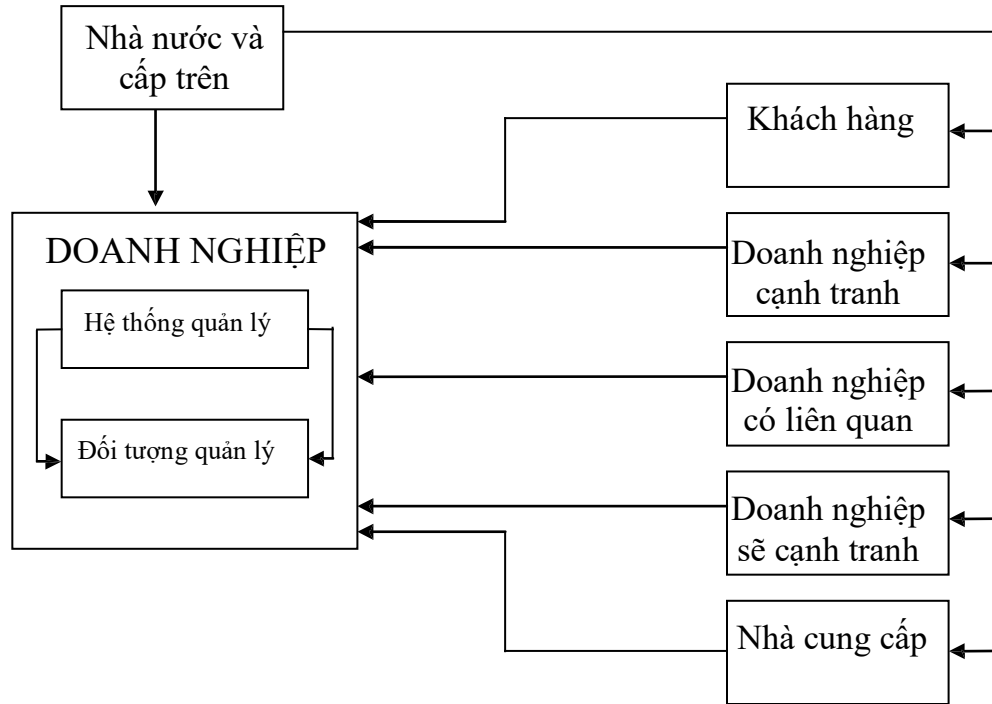 Nhà nước và
cấp trên
Khách hàng
DOANH NGHIỆP
Hệ thống quản lý
Đối tượng quản lý
Doanh nghiệp
cạnh tranh
Doanh nghiệp
có liên quan
Doanh nghiệp
sẽ cạnh tranh
Nhà cung cấp